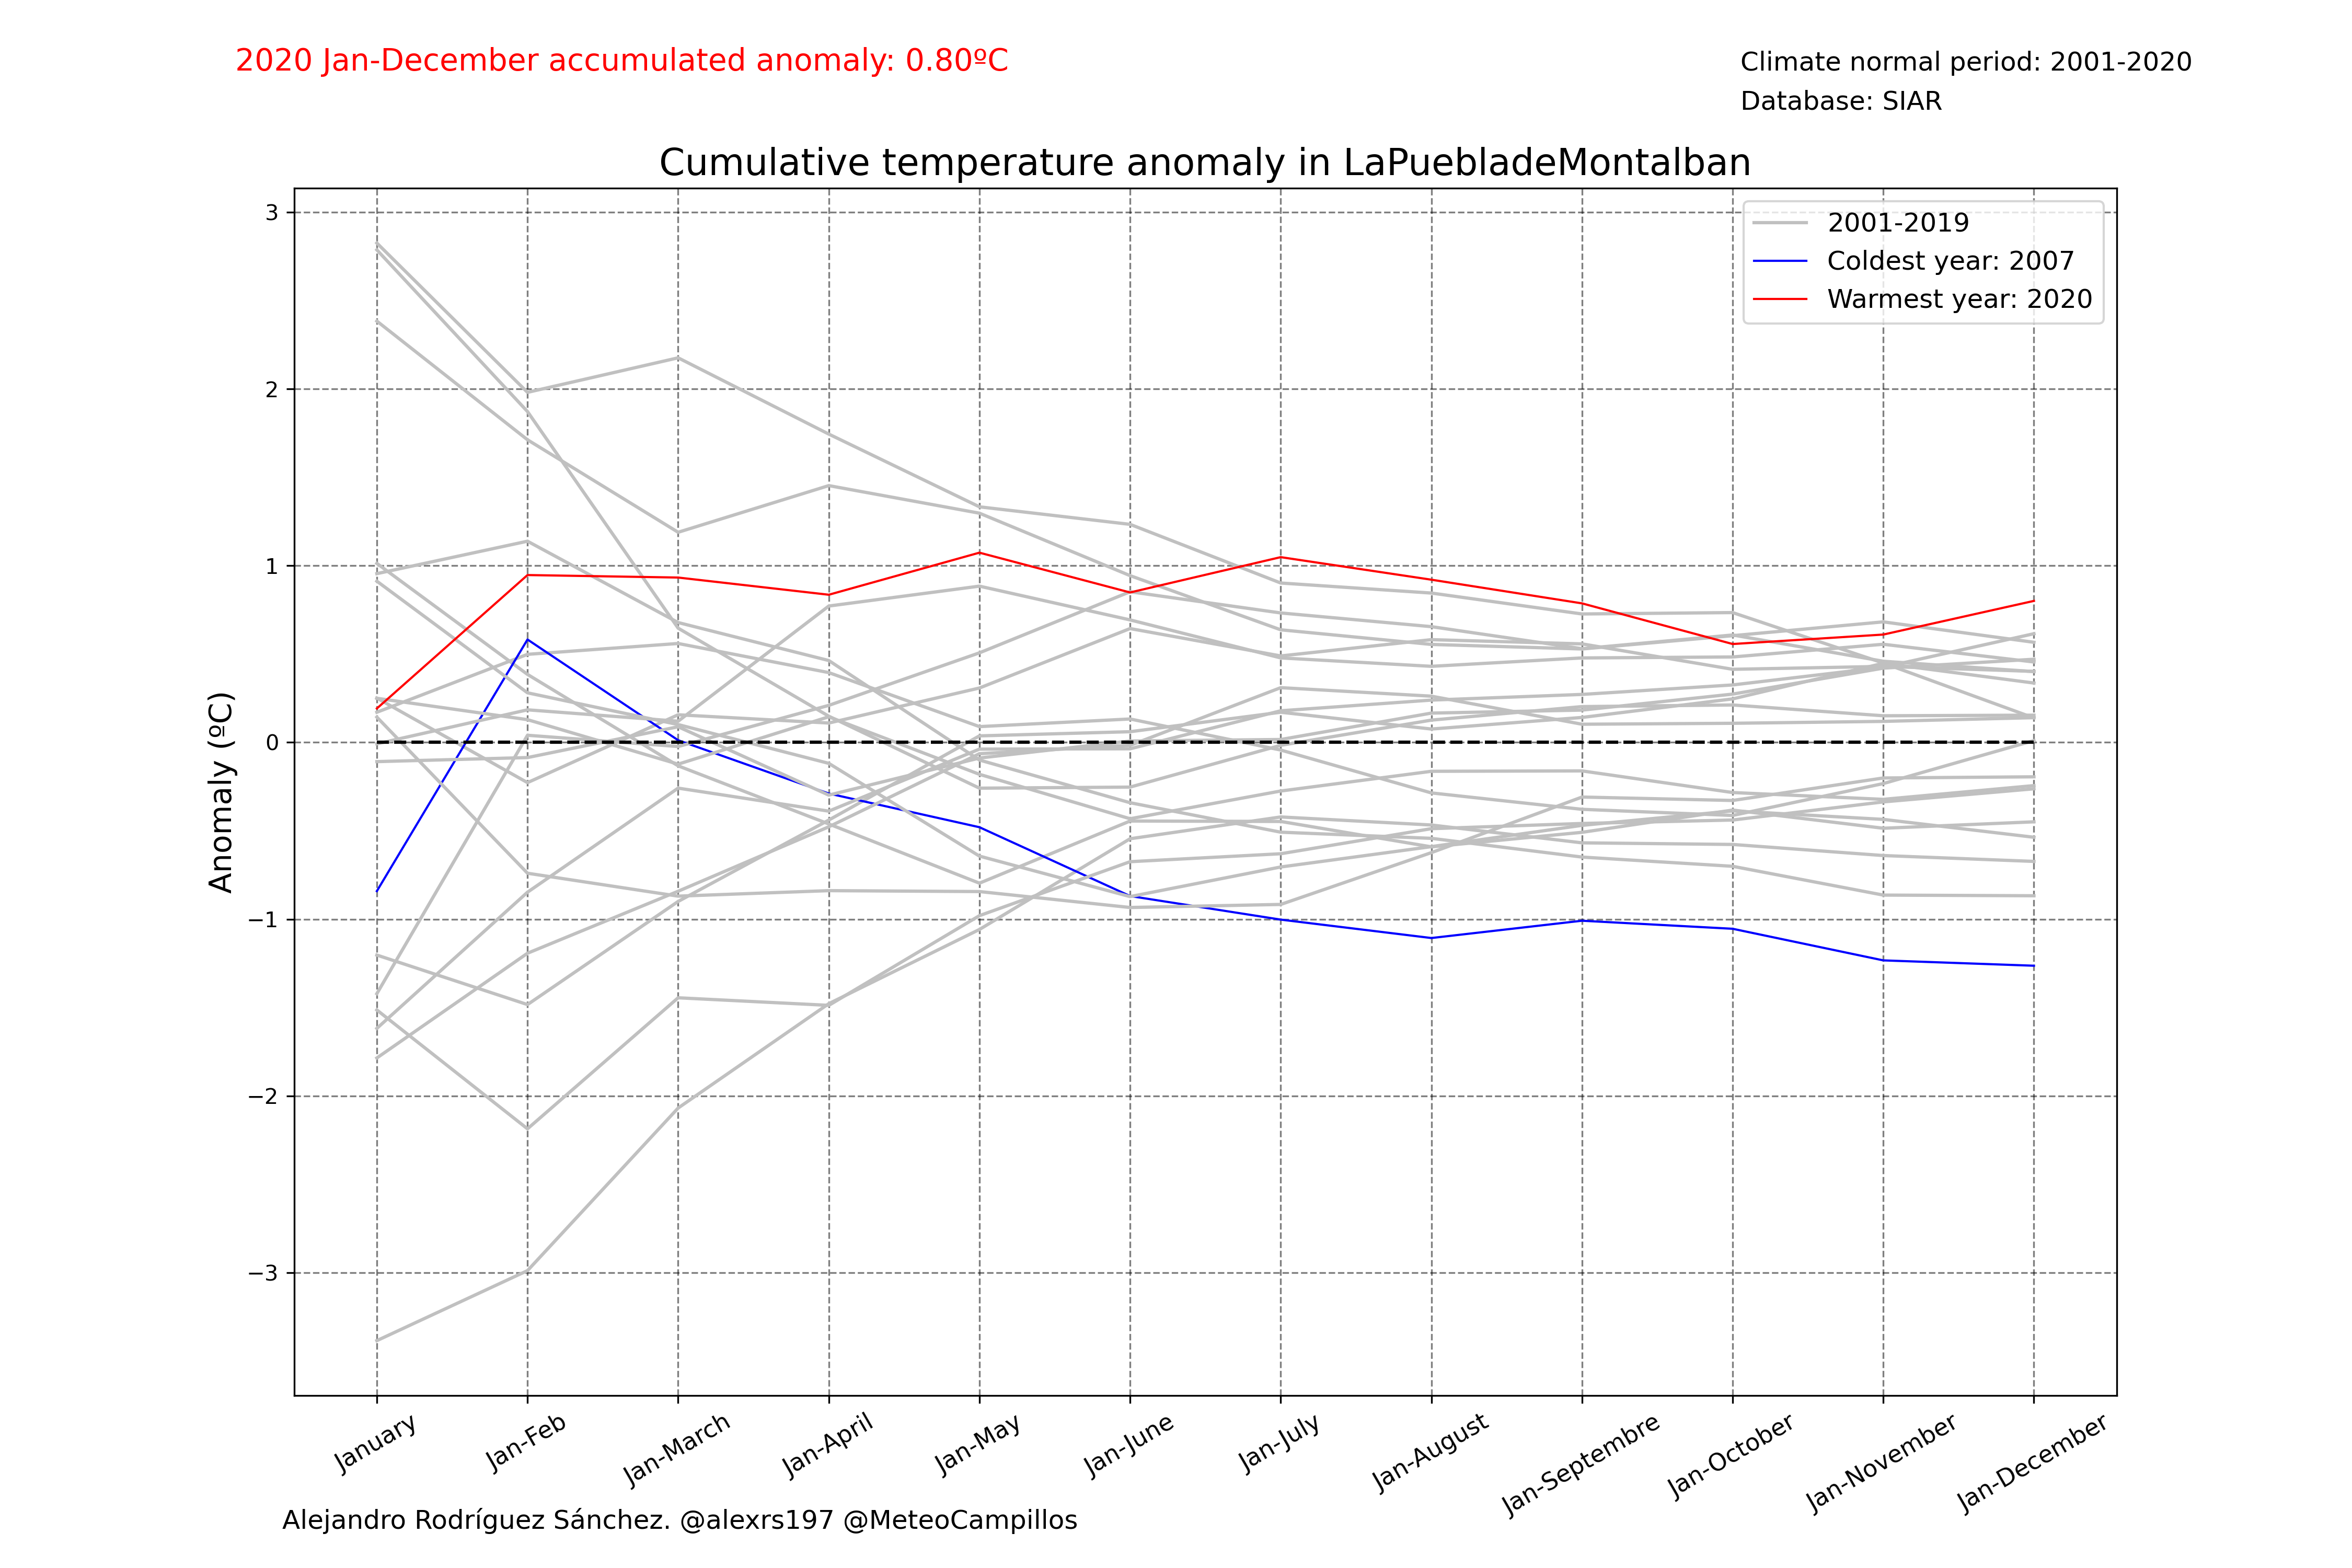 2020 Jan-December accumulated anomaly: 0.80ºC
Climate normal period: 2001-2020
Database: SIAR
Cumulative temperature anomaly in LaPuebladeMontalban
3
2
1
0
−1
−2
−3
Anomaly (ºC)
2001-2019
Coldest year: 2007
Warmest year: 2020
January
Jan-Feb
Jan-March
Jan-April
Jan-May
Jan-June
Jan-July
Jan-August
Jan-Septembre
Jan-October
Jan-November
Jan-December
Alejandro Rodríguez Sánchez. @alexrs197 @MeteoCampillos